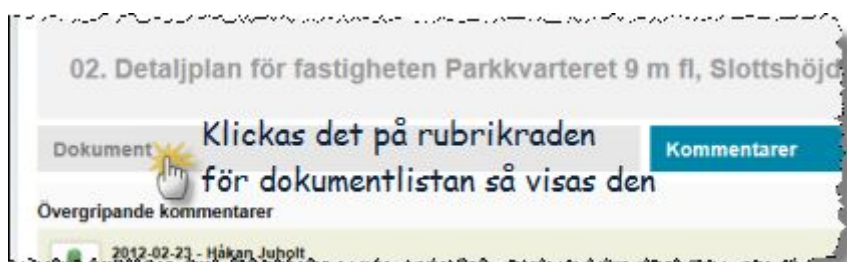 02. Detaljplan för fastigheten Parkkvarteret 9 m fl, Slottshöjd
Dokument
Klickas det på rubrikraden
för dokumentlistan så visas den
Kommentarer
Övergripande kommentarer
2012-02-23 - Håkan Juholt